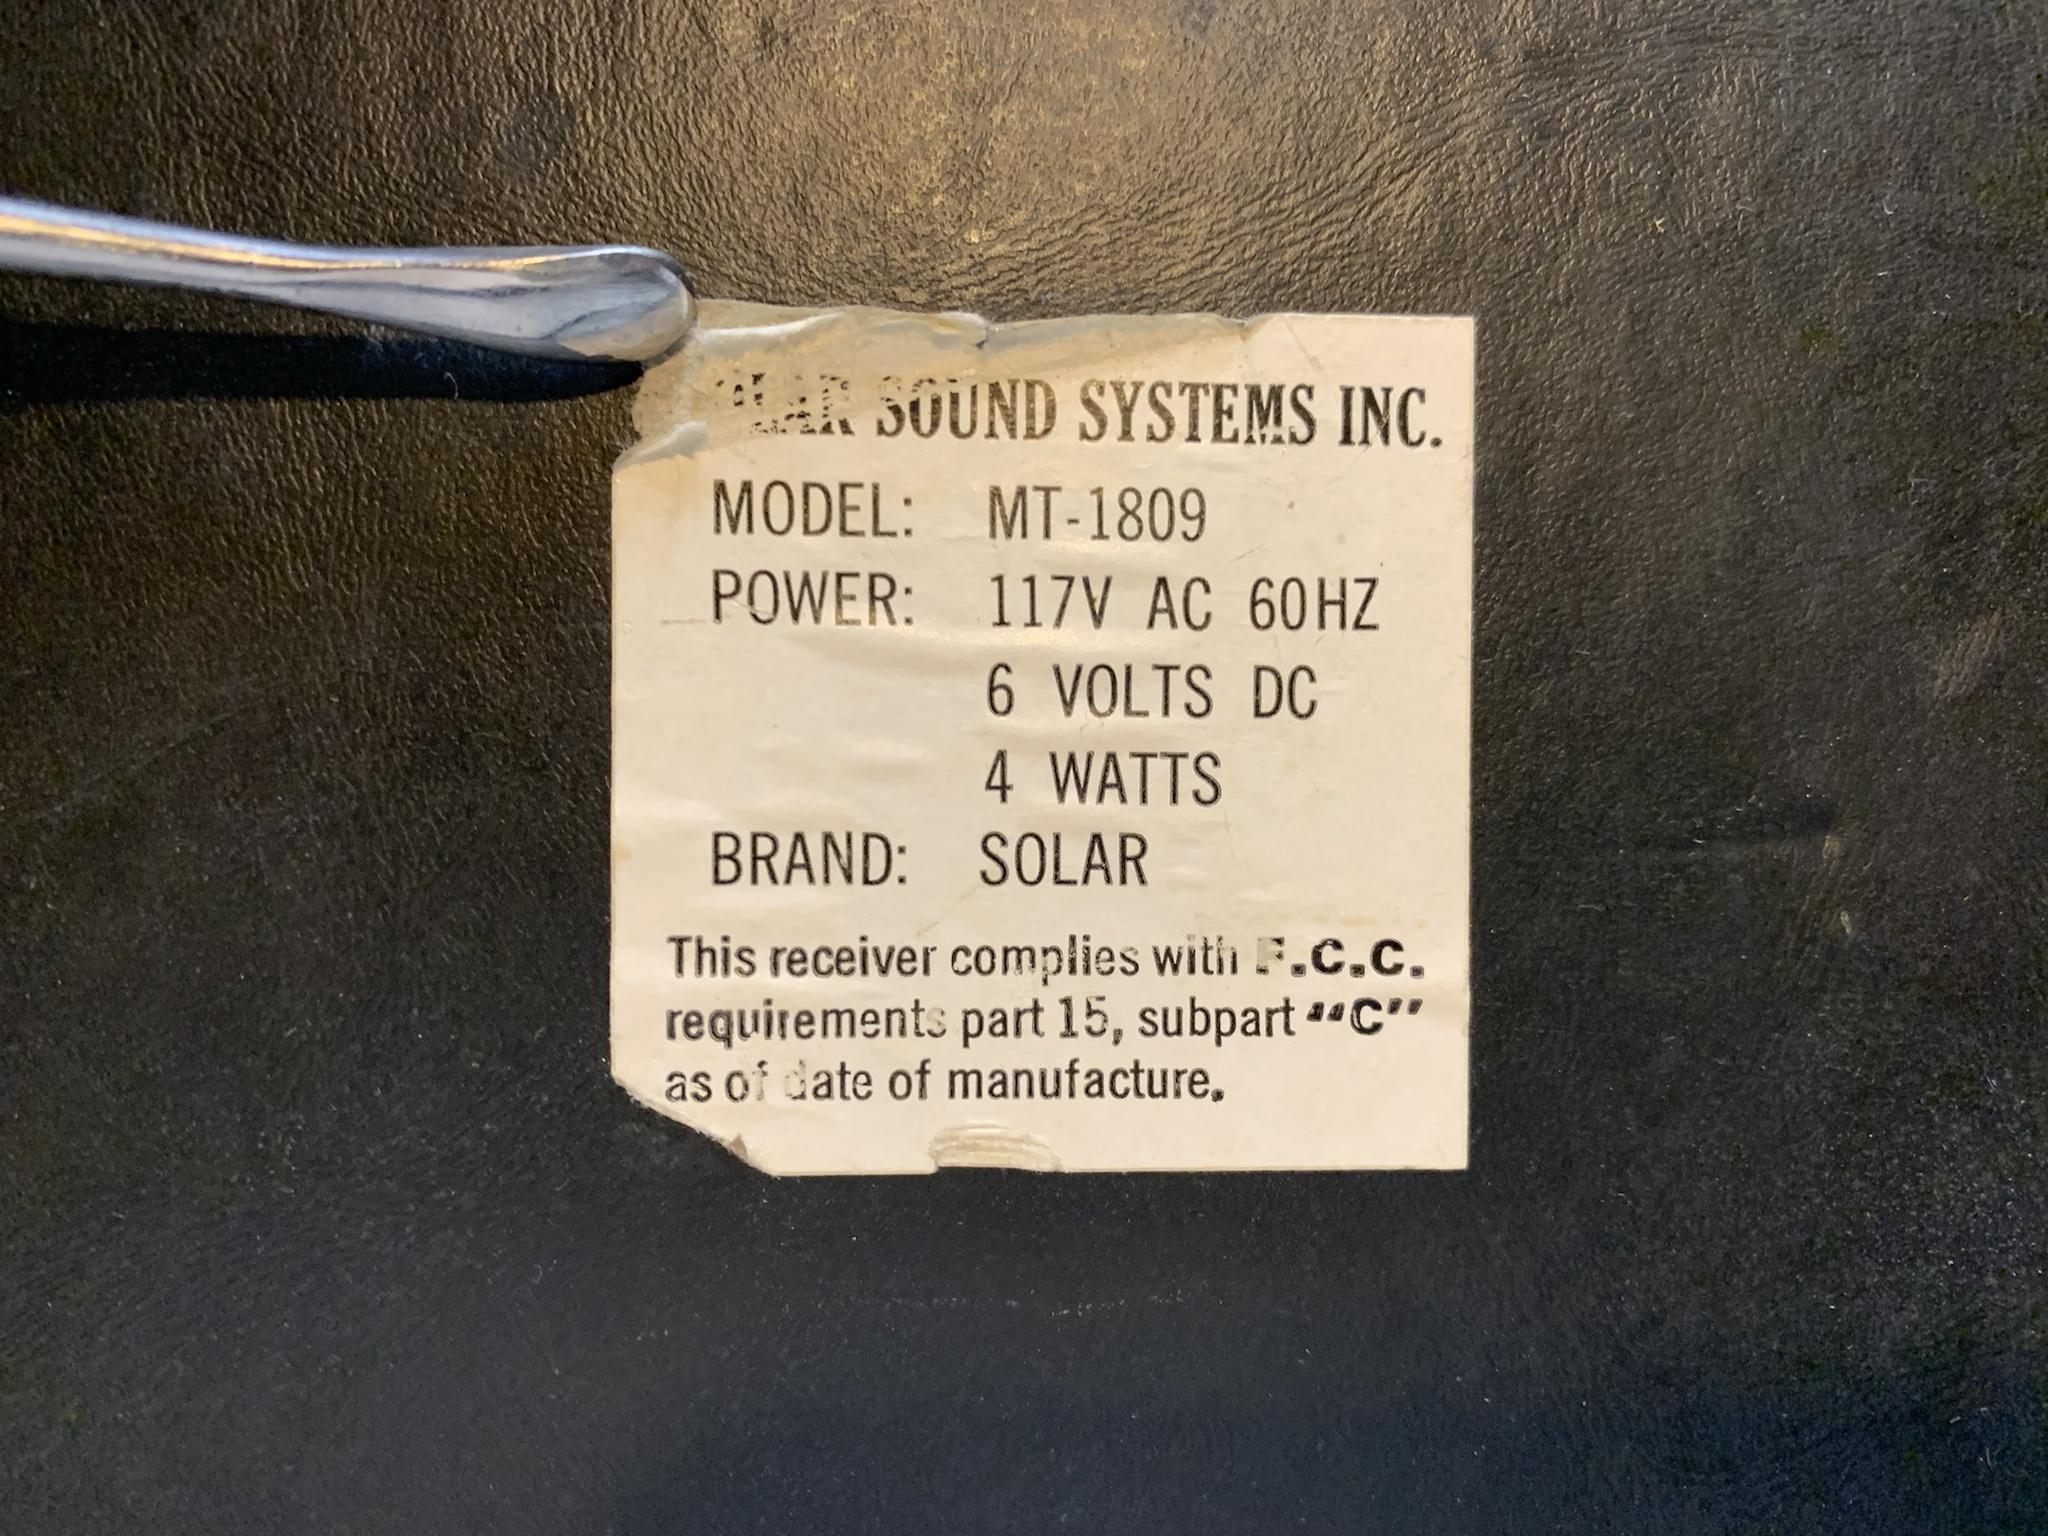 SOUND SYSTEMS INC.
MODEL: MT-1809
POWER: 117V AC 60HZ
6 VOLTS DC
4 WATTS
BRAND: SOLAR
This receiver complies with F.C.C.
requirements part 15, subpart "C"
as of date of manufacture.